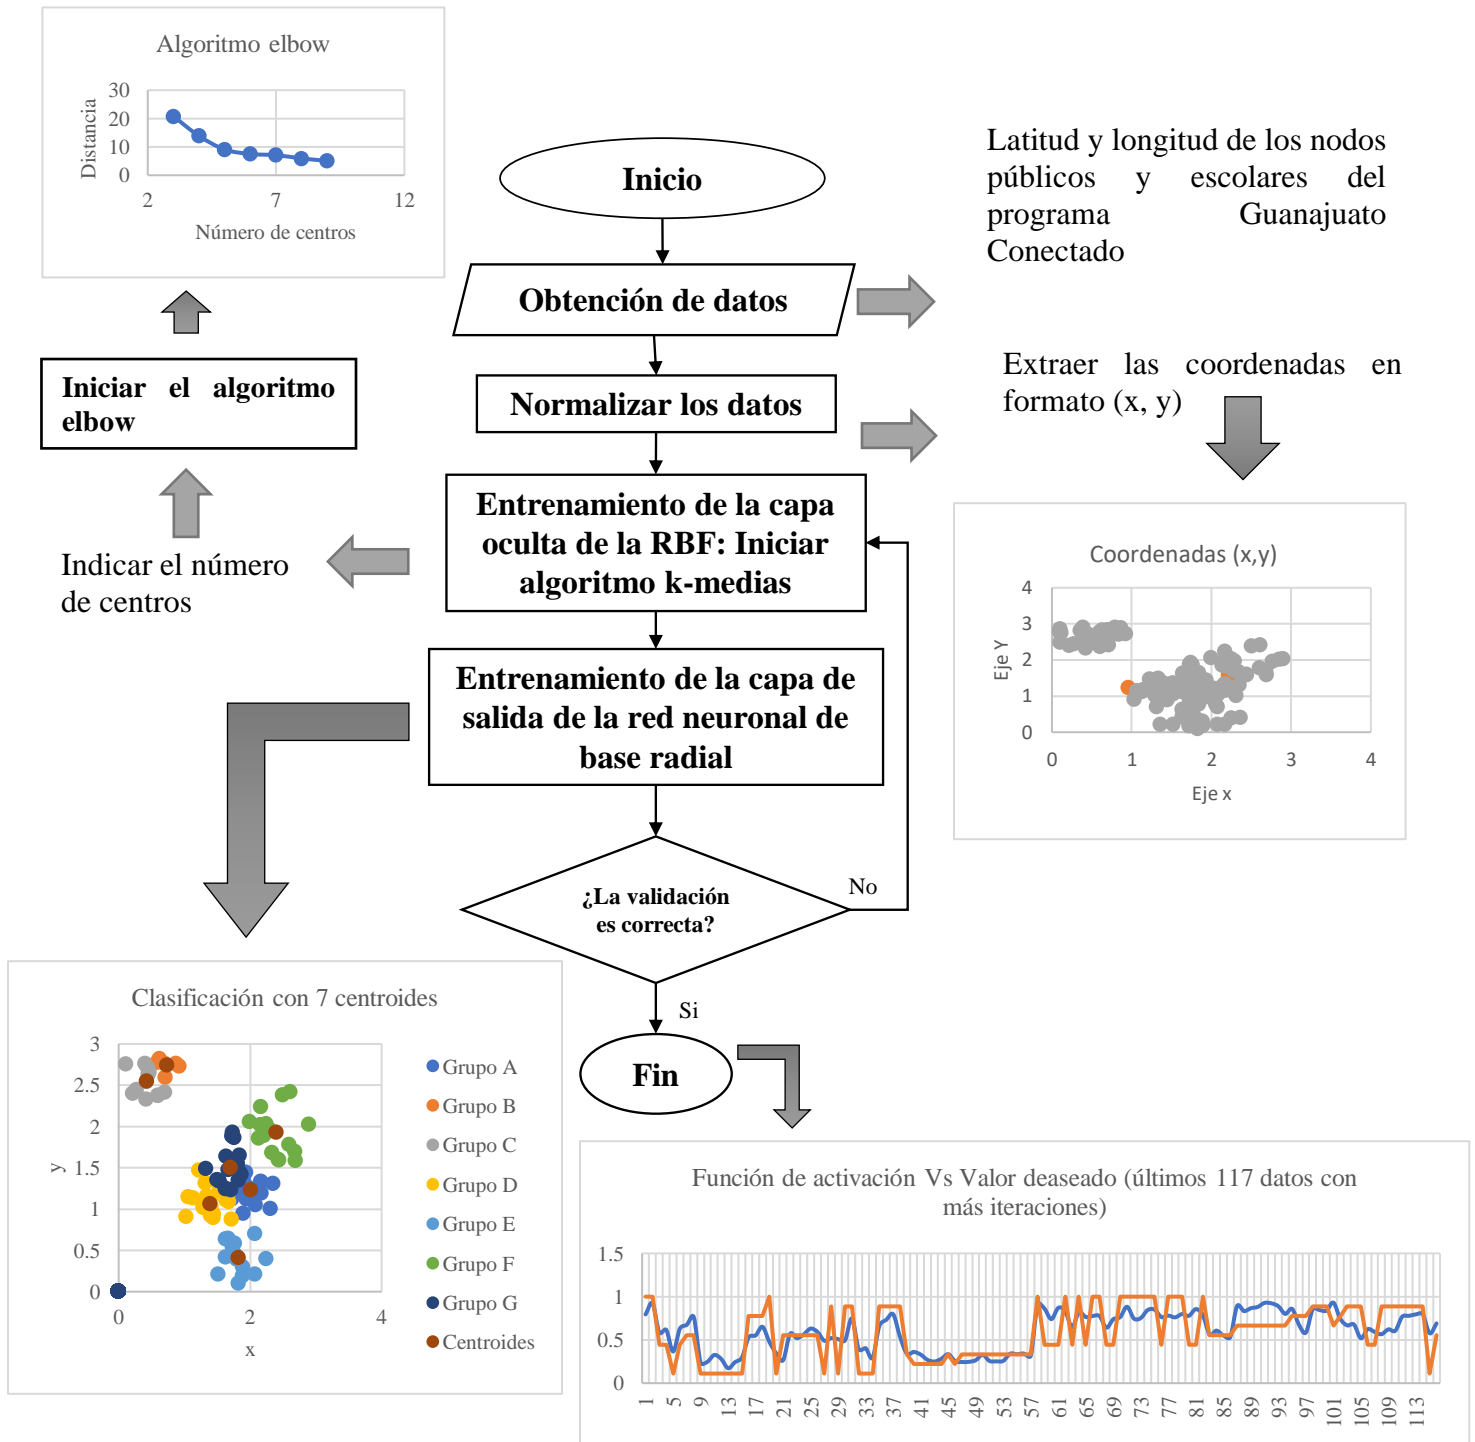 Algoritmo elbow
30
20
10
0
Distancia
2 7 12
Número de centros
Inicio
Latitud y longitud de los nodos
públicos y escolares del
programa Guanajuato
Conectado
Obtención de datos
Iniciar el algoritmo
elbow
Normalizar los datos
Extraer las coordenadas en
formato (x, y)
Entrenamiento de la capa
oculta de la RBF: Iniciar
algoritmo k-medias
Indicar el número
de centros
Coordenadas (x,y)
4
3
2
1
0
Eje Y
0 1 2 3 4
Eje x
Entrenamiento de la capa de
salida de la red neuronal de
base radial
¿La validación
es correcta?
No
Si
Fin
Clasificación con 7 centroides
3
2.5
2
1.5
1
0.5
0
y
0 2 4
x
Grupo A
Grupo B
Grupo C
Grupo D
Grupo E
Grupo F
Grupo G
Centroides
Función de activación Vs Valor deaseado (últimos 117 datos con
más iteraciones)
1.5
1
0.5
0
1 5 9 13 17 21 25 29 33 37 41 45 49 53 57 61 65 69 73 77 81 85 89 93 97 101 105 109 113